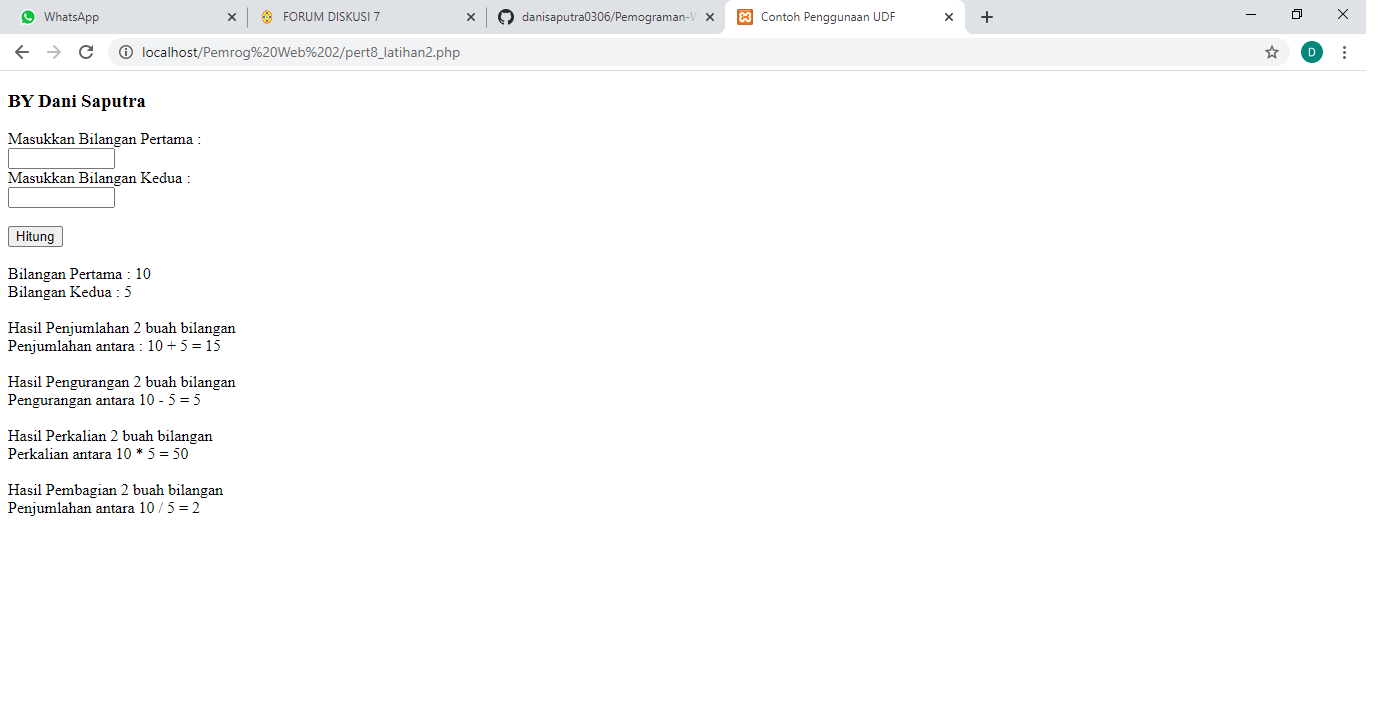 WhatsApp
FORUM DISKUSI 7
danisaputra0306/Pemograman-W
Contoh Penggunaan UDF
localhost/Pemrog%20Web%202/pert8_latihan2.php
D
BY Dani Saputra
Masukkan Bilangan Pertama :
Masukkan Bilangan Kedua :
Hitung
Bilangan Pertama : 10
Bilangan Kedua : 5
Hasil Penjumlahan 2 buah bilangan
Penjumlahan antara : 10 + 5 = 15
Hasil Pengurangan 2 buah bilangan
Pengurangan antara 10 - 5 = 5
Hasil Perkalian 2 buah bilangan
Perkalian antara 10 * 5 = 50
Hasil Pembagian 2 buah bilangan
Penjumlahan antara 10 / 5 = 2